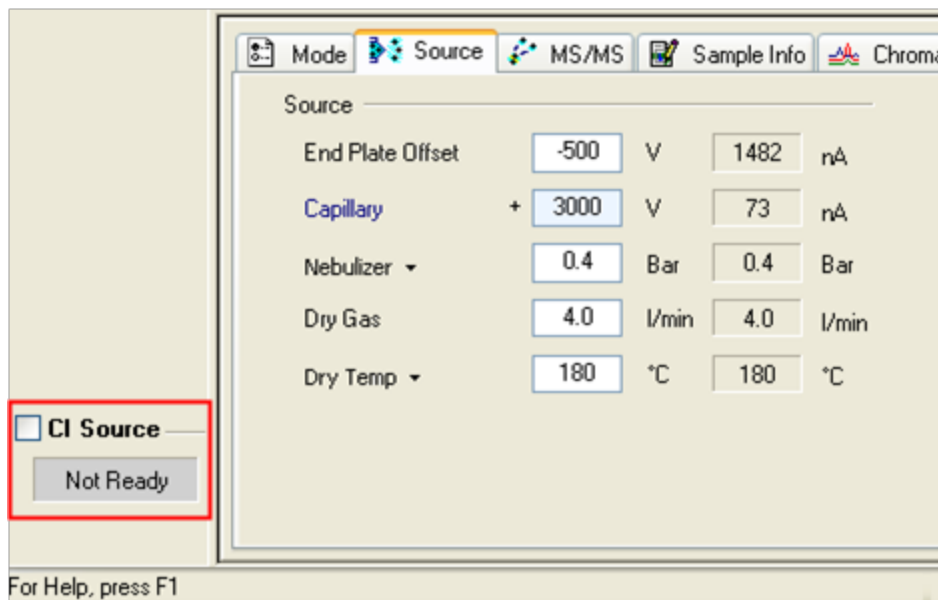 Mode Source MS/MS Sample Info Chroma
Source
End Plate Offset -500 V 1482 nA
Capillary + 3000 V 73 nA
Nebulizer 0.4 Bar 0.4 Bar
Dry Gas 4.0 l/min 4.0 l/min
Dry Temp 180 °C 180 °C
CI Source
Not Ready
For Help, press F1